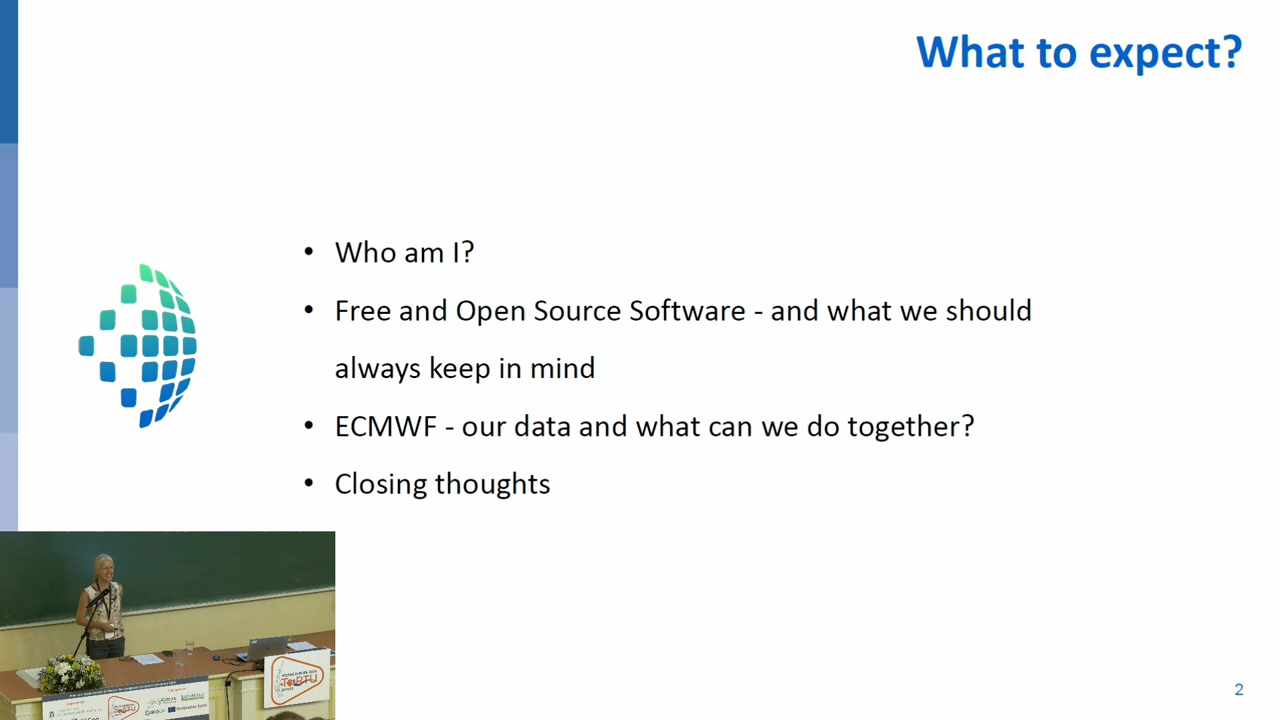 What to expect?
• Who am I?
• Free and Open Source Software - and what we should
always keep in mind
• ECMWF - our data and what can we do together?
• Closing thoughts
TaRTU
2